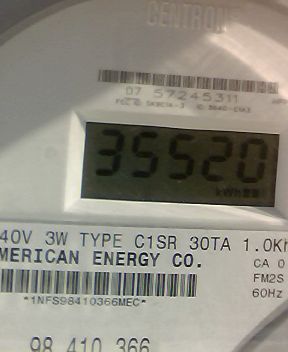 CENTRON
07 57245311
35520
kWh
40V 3W TYPE C1SR 30TA 1.0Kh
MERICAN ENERGY CO.
CA 0
FM2S
60Hz
*1NFS98410366MEC*
98 410 366